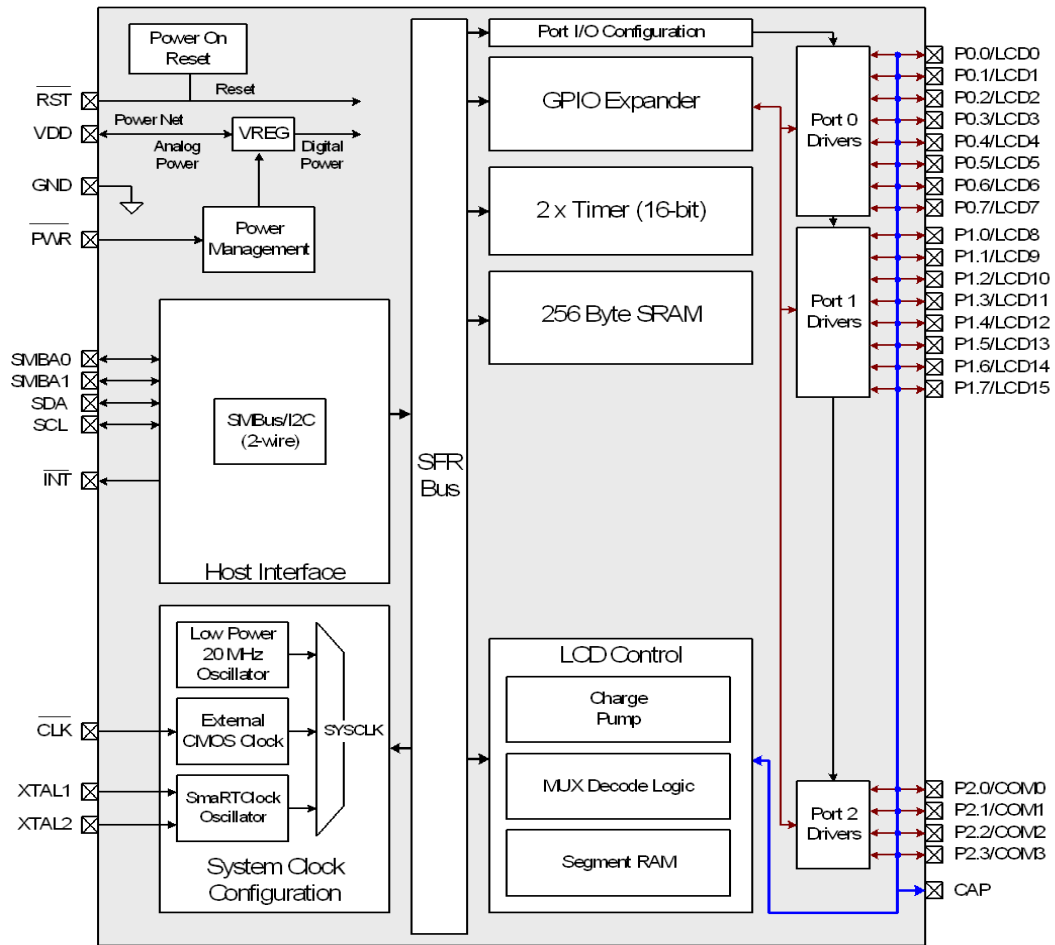 Power On
Reset
RST
Reset
VDD
Power Net
Analog
Power
VREG
Digital
Power
GND
PWR
Power
Management
SMBA0
SMBA1
SDA
SCL
INT
SMBus/I2C
(2-wire)
Host Interface
Low Power
20 MHz
Oscillator
CLK
External
CMOS Clock
SYSCLK
XTAL1
XTAL2
SmaRTClock
Oscillator
System Clock
Configuration
SFR
Bus
Port I/O Configuration
GPIO Expander
2 x Timer (16-bit)
256 Byte SRAM
LCD Control
Charge
Pump
MUX Decode Logic
Segment RAM
Port 0
Drivers
Port 1
Drivers
Port 2
Drivers
P0.0/LCD0
P0.1/LCD1
P0.2/LCD2
P0.3/LCD3
P0.4/LCD4
P0.5/LCD5
P0.6/LCD6
P0.7/LCD7
P1.0/LCD8
P1.1/LCD9
P1.2/LCD10
P1.3/LCD11
P1.4/LCD12
P1.5/LCD13
P1.6/LCD14
P1.7/LCD15
P2.0/COM0
P2.1/COM1
P2.2/COM2
P2.3/COM3
CAP